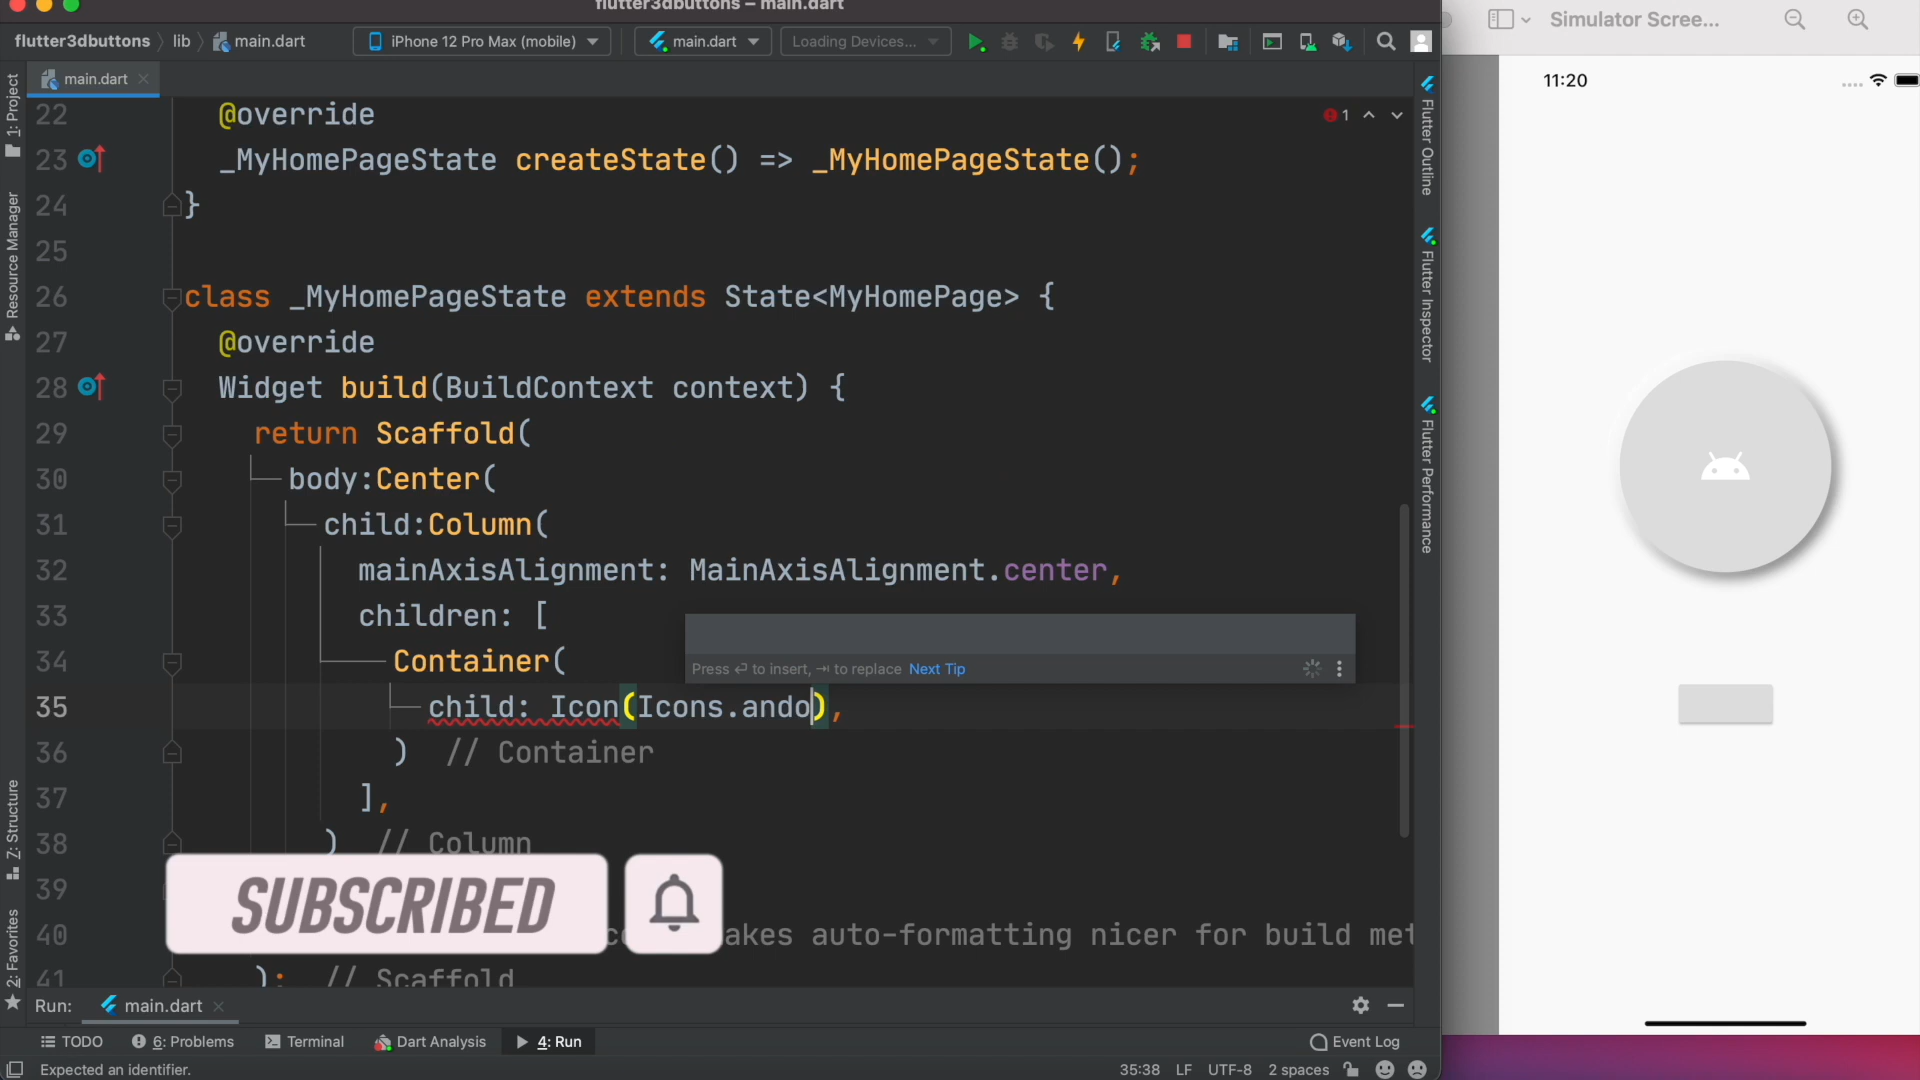 flutter3dbuttons – main.dart
flutter3dbuttons lib main.dart iPhone 12 Pro Max (mobile) main.dart Loading Devices...
Simulator Scree...
main.dart
11:20
22 @override
1
23 _MyHomePageState createState() => _MyHomePageState();
24 }
25
26 class _MyHomePageState extends State<MyHomePage> {
27 @override
28 Widget build(BuildContext context) {
29 return Scaffold(
30 body:Center(
31 child:Column(
32 mainAxisAlignment: MainAxisAlignment.center,
33 children: [
34 Container(
Press ↵ to insert, ⇥ to replace Next Tip
35 child: Icon(Icons.ando),
36 ) // Container
37 ],
38 ) // Column
39
40 akes auto-formatting nicer for build met
41 ); // Scaffold
SUBSCRIBED
1: Project
Resource Manager
Z: Structure
2: Favorites
Flutter Outline
Flutter Inspector
Flutter Performance
Run: main.dart
TODO 6: Problems Terminal Dart Analysis 4: Run Event Log
Expected an identifier. 35:38 LF UTF-8 2 spaces